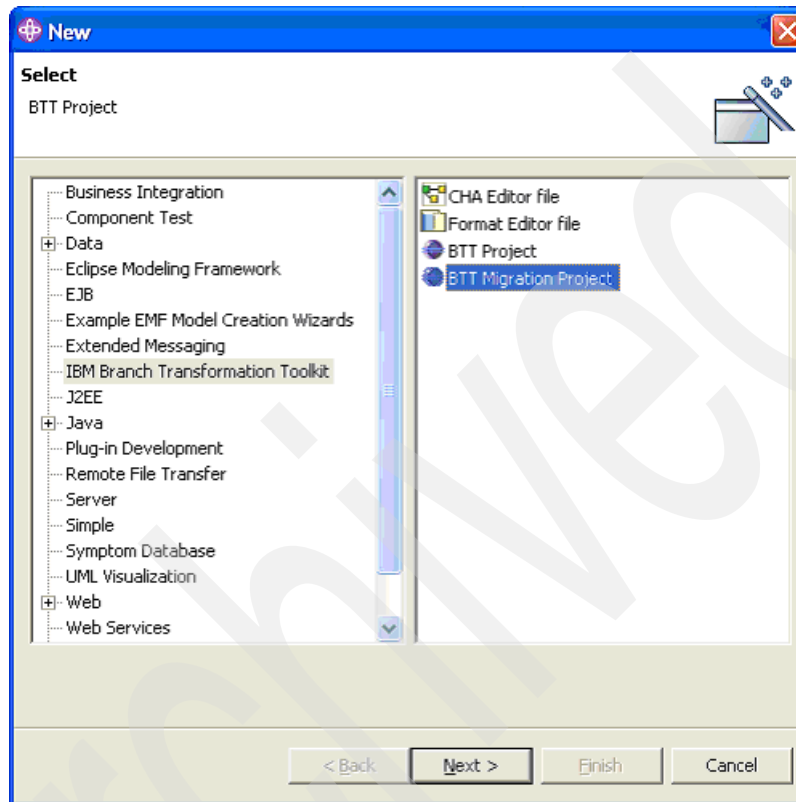 New
Select
BTT Project
Business Integration
Component Test
Data
Eclipse Modeling Framework
EJB
Example EMF Model Creation Wizards
Extended Messaging
IBM Branch Transformation Toolkit
J2EE
Java
Plug-in Development
Remote File Transfer
Server
Simple
Symptom Database
UML Visualization
Web
Web Services
CHA Editor file
Format Editor file
BTT Project
BTT Migration Project
< Back
Next >
Finish
Cancel
Archived